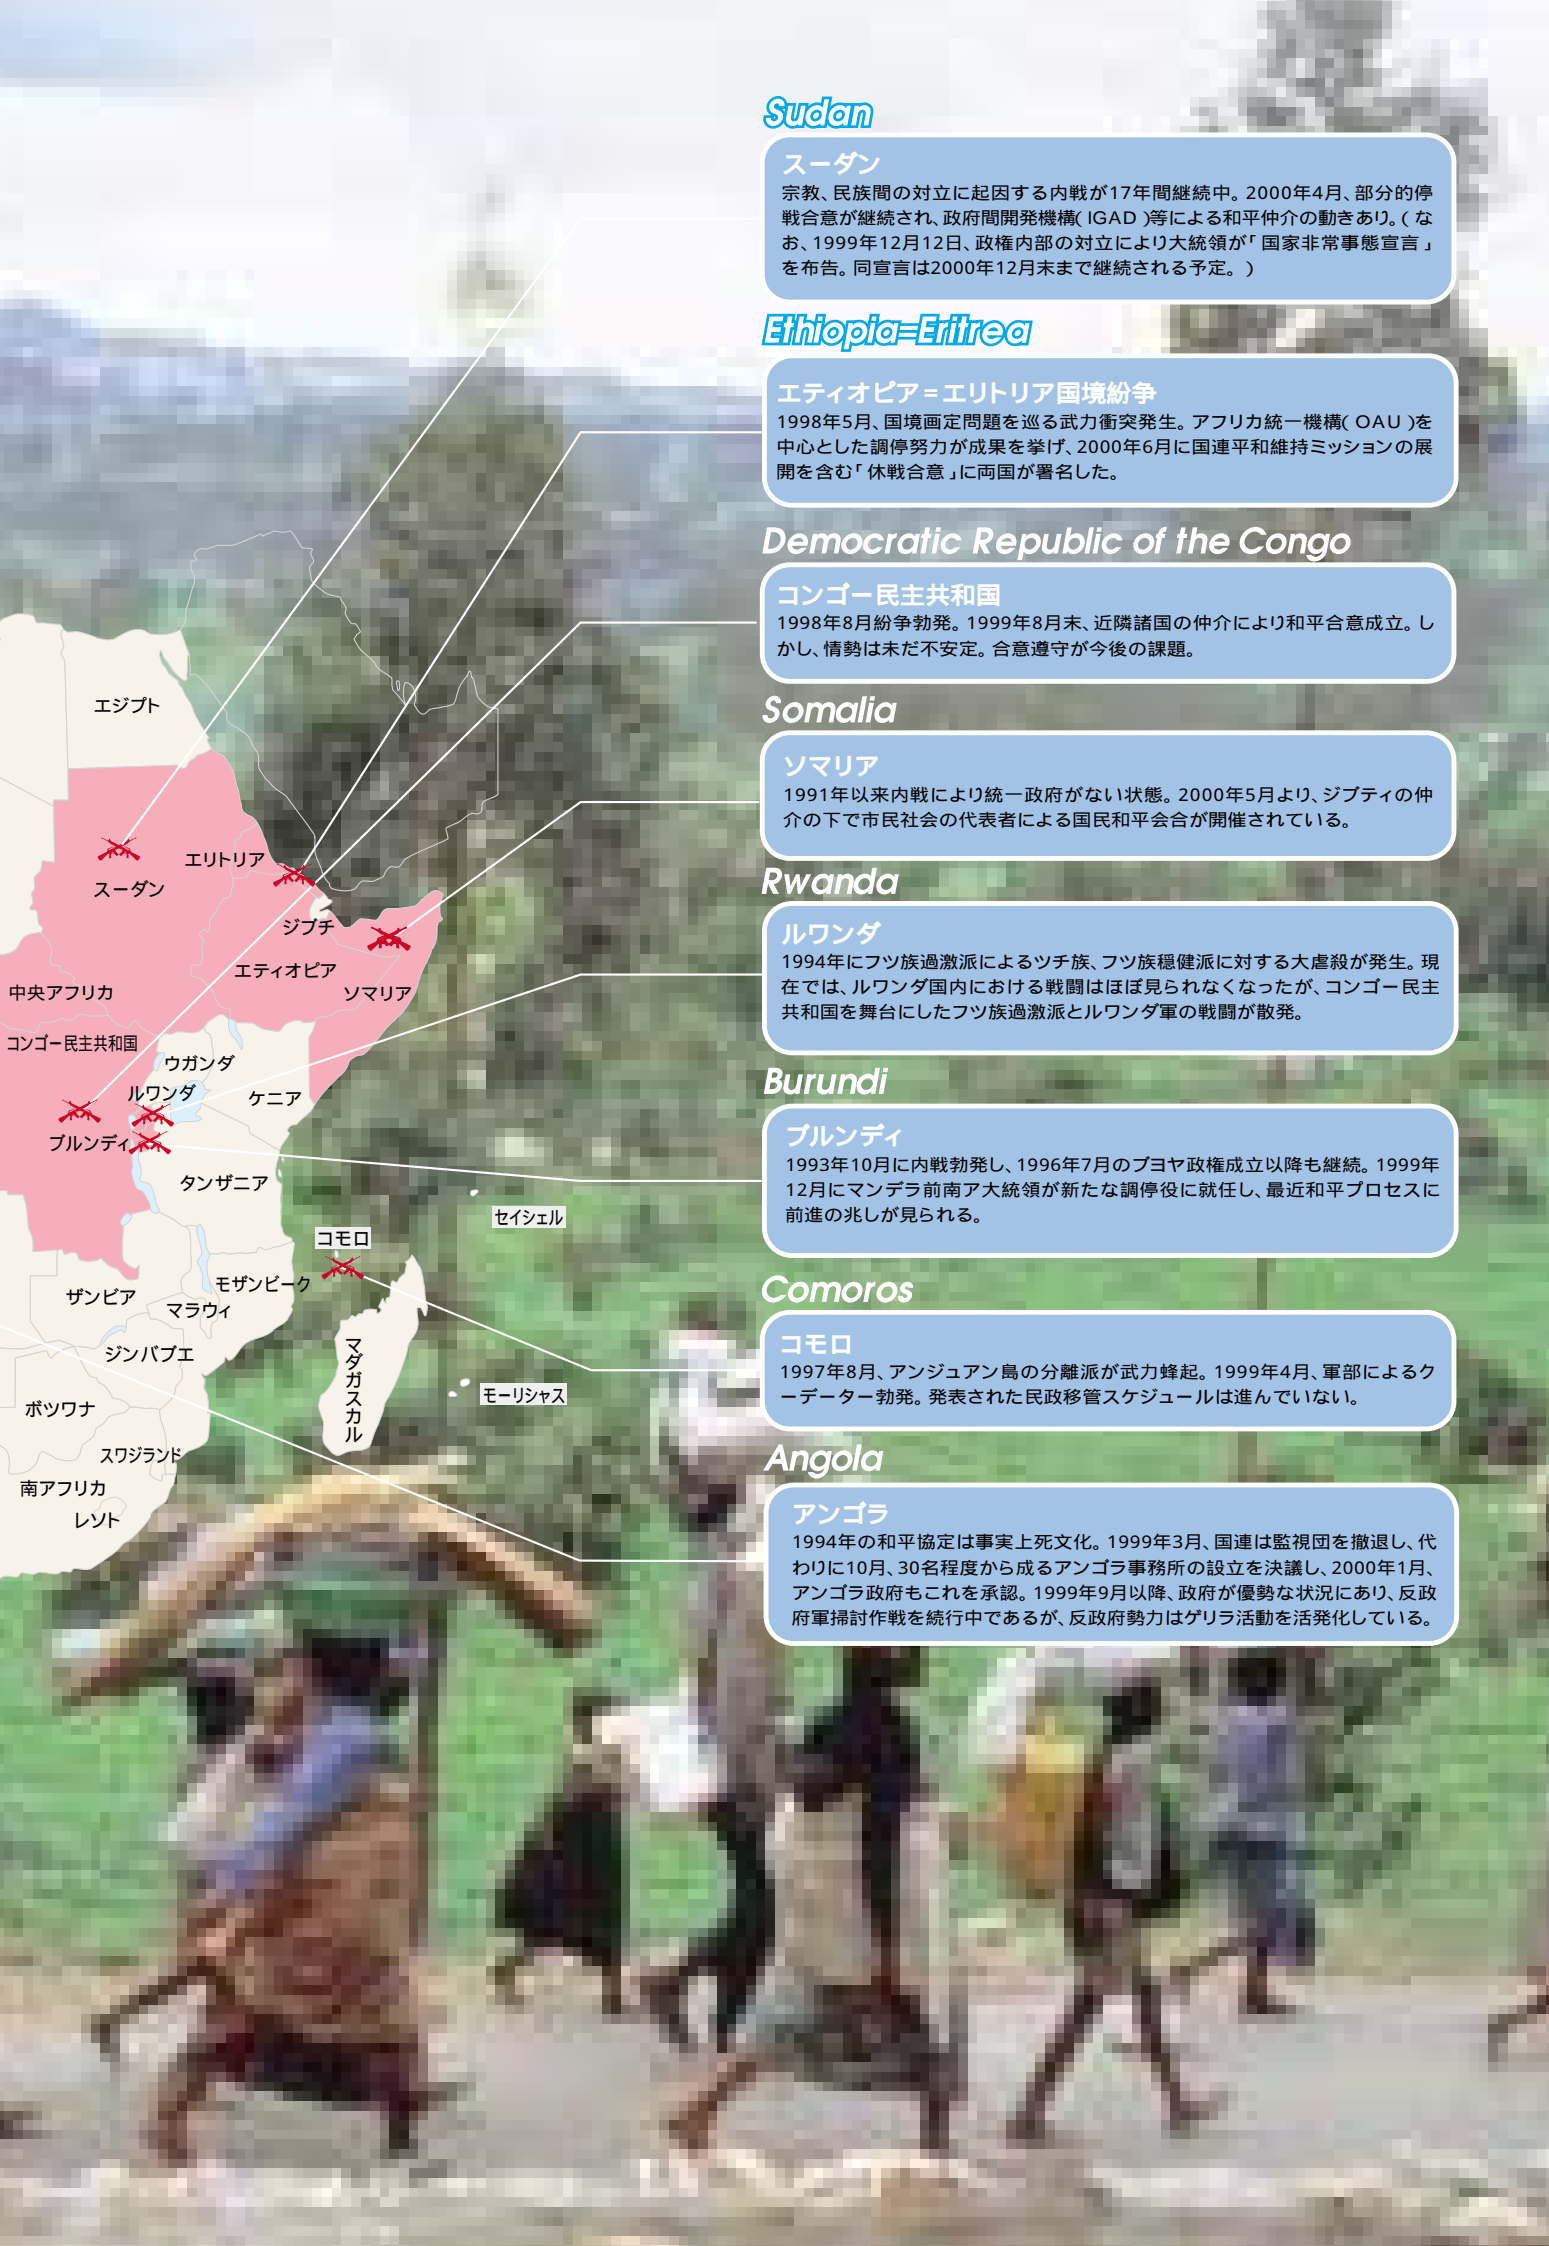 Sudan
スーダン
宗教、民族間の対立に起因する内戦が17年間継続中。2000年4月、部分的停
戦合意が継続され、政府間開発機構(IGAD)等による和平仲介の動きあり。(な
お、1999年12月12日、政権内部の対立により大統領が「国家非常事態宣言」
を布告。同宣言は2000年12月末まで継続される予定。)
Ethiopia=Eritrea
エティオピア=エリトリア国境紛争
1998年5月、国境画定問題を巡る武力衝突発生。アフリカ統一機構(OAU)を
中心とした調停努力が成果を挙げ、2000年6月に国連平和維持ミッションの展
開を含む「休戦合意」に両国が署名した。
Democratic Republic of the Congo
コンゴー民主共和国
1998年8月紛争勃発。1999年8月末、近隣諸国の仲介により和平合意成立。し
かし、情勢は未だ不安定。合意遵守が今後の課題。
Somalia
ソマリア
1991年以来内戦により統一政府がない状態。2000年5月より、ジブティの仲
介の下で市民社会の代表者による国民和平会合が開催されている。
Rwanda
ルワンダ
1994年にフツ族過激派によるツチ族、フツ族穏健派に対する大虐殺が発生。現
在では、ルワンダ国内における戦闘はほぼ見られなくなったが、コンゴー民主
共和国を舞台にしたフツ族過激派とルワンダ軍の戦闘が散発。
Burundi
ブルンディ
1993年10月に内戦勃発し、1996年7月のブヨヤ政権成立以降も継続。1999年
12月にマンデラ前南ア大統領が新たな調停役に就任し、最近和平プロセスに
前進の兆しが見られる。
Comoros
コモロ
1997年8月、アンジュアン島の分離派が武力蜂起。1999年4月、軍部によるク
ーデーター勃発。発表された民政移管スケジュールは進んでいない。
Angola
アンゴラ
1994年の和平協定は事実上死文化。1999年3月、国連は監視団を撤退し、代
わりに10月、30名程度から成るアンゴラ事務所の設立を決議し、2000年1月、
アンゴラ政府もこれを承認。1999年9月以降、政府が優勢な状況にあり、反政
府軍掃討作戦を続行中であるが、反政府勢力はゲリラ活動を活発化している。
エジプト
エリトリア
スーダン
ジブチ
エティオピア
中央アフリカ
ソマリア
コンゴー民主共和国
ウガンダ
ルワンダ
ケニア
ブルンディ
タンザニア
セイシェル
コモロ
モザンビーク
ザンビア
マラウィ
ジンバブエ
マダガスカル
モーリシャス
ボツワナ
スワジランド
南アフリカ
レソト